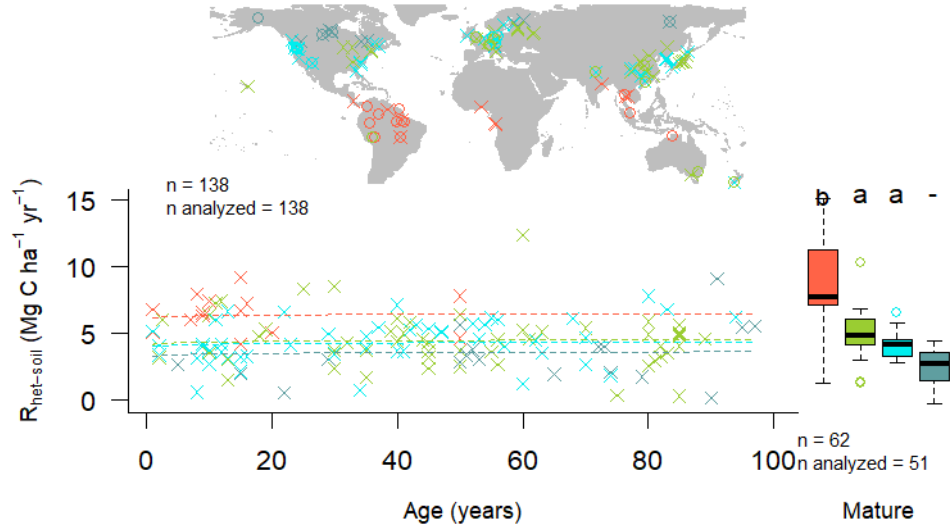 n = 138
n analyzed = 138
R_het−soil (Mg C ha⁻¹ yr⁻¹)
15
10
5
0
b a a -
0 20 40 60 80 100
n = 62
n analyzed = 51
Age (years) Mature